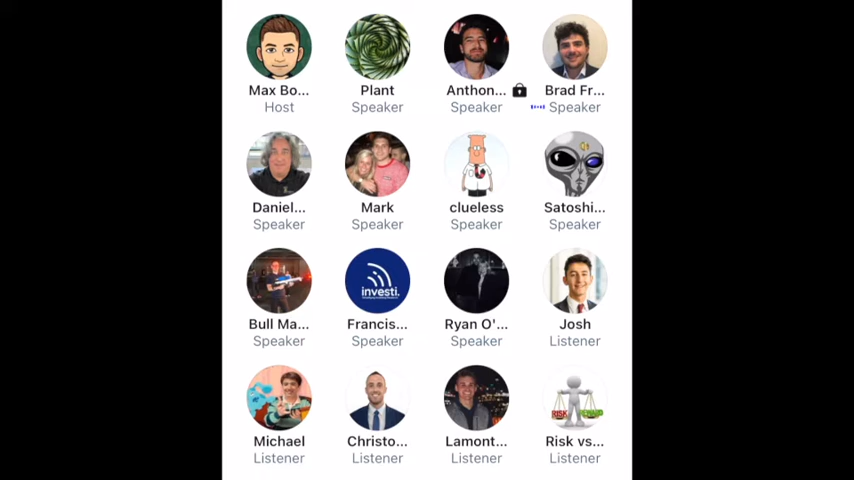 Max Bo... Plant Anthon... Brad Fr...
Host Speaker Speaker Speaker
Daniel... Mark clueless Satoshi...
Speaker Speaker Speaker Speaker
investi.
Bull Ma... Francis... Ryan O'... Josh
Speaker Speaker Speaker Listener
RISK
Michael Christo... Lamont... Risk vs...
Listener Listener Listener Listener